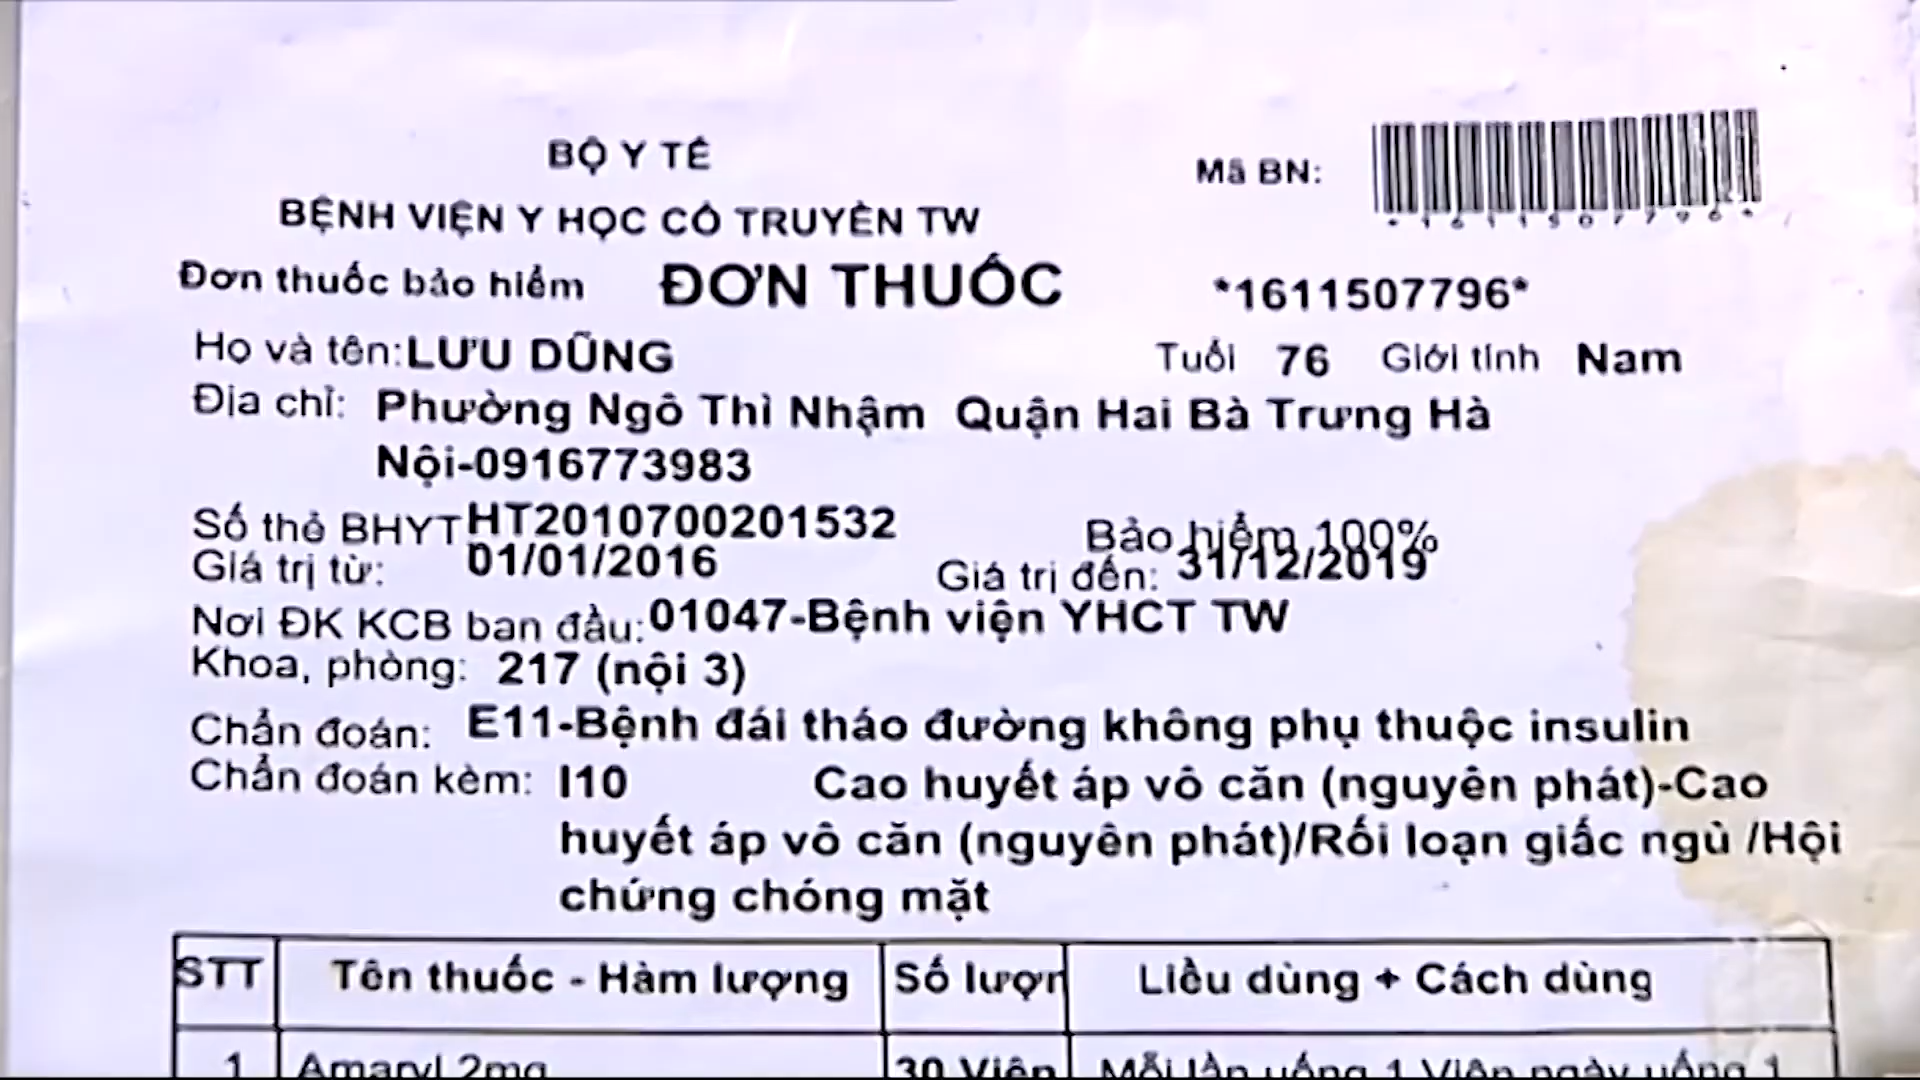 BỘ Y TẾ
Mã BN:
BỆNH VIỆN Y HỌC CỔ TRUYỀN TW
*1611507796*
Đơn thuốc bảo hiểm ĐƠN THUỐC *1611507796*
Họ và tên: LƯU DŨNG Tuổi 76 Giới tính Nam
Địa chỉ: Phường Ngô Thì Nhậm Quận Hai Bà Trưng Hà
Nội-0916773983
Số thẻ BHYT HT2010700201532 Bảo hiểm 100%
Giá trị từ: 01/01/2016 Giá trị đến: 31/12/2019
Nơi ĐK KCB ban đầu: 01047-Bệnh viện YHCT TW
Khoa, phòng: 217 (nội 3)
Chẩn đoán: E11-Bệnh đái tháo đường không phụ thuộc insulin
Chẩn đoán kèm: I10 Cao huyết áp vô căn (nguyên phát)-Cao
huyết áp vô căn (nguyên phát)/Rối loạn giấc ngủ /Hội
chứng chóng mặt
STT Tên thuốc - Hàm lượng Số lượn Liều dùng + Cách dùng
1 Amaryl 2mg 30 Viên Mỗi lần uống 1 Viên ngày uống 1